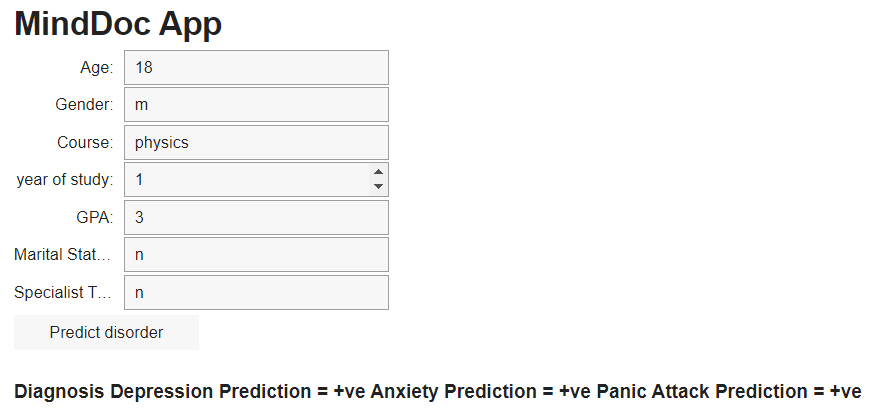 MindDoc App
Age: 18
Gender: m
Course: physics
year of study: 1
GPA: 3
Marital Stat... n
Specialist T... n
Predict disorder
Diagnosis Depression Prediction = +ve Anxiety Prediction = +ve Panic Attack Prediction = +ve